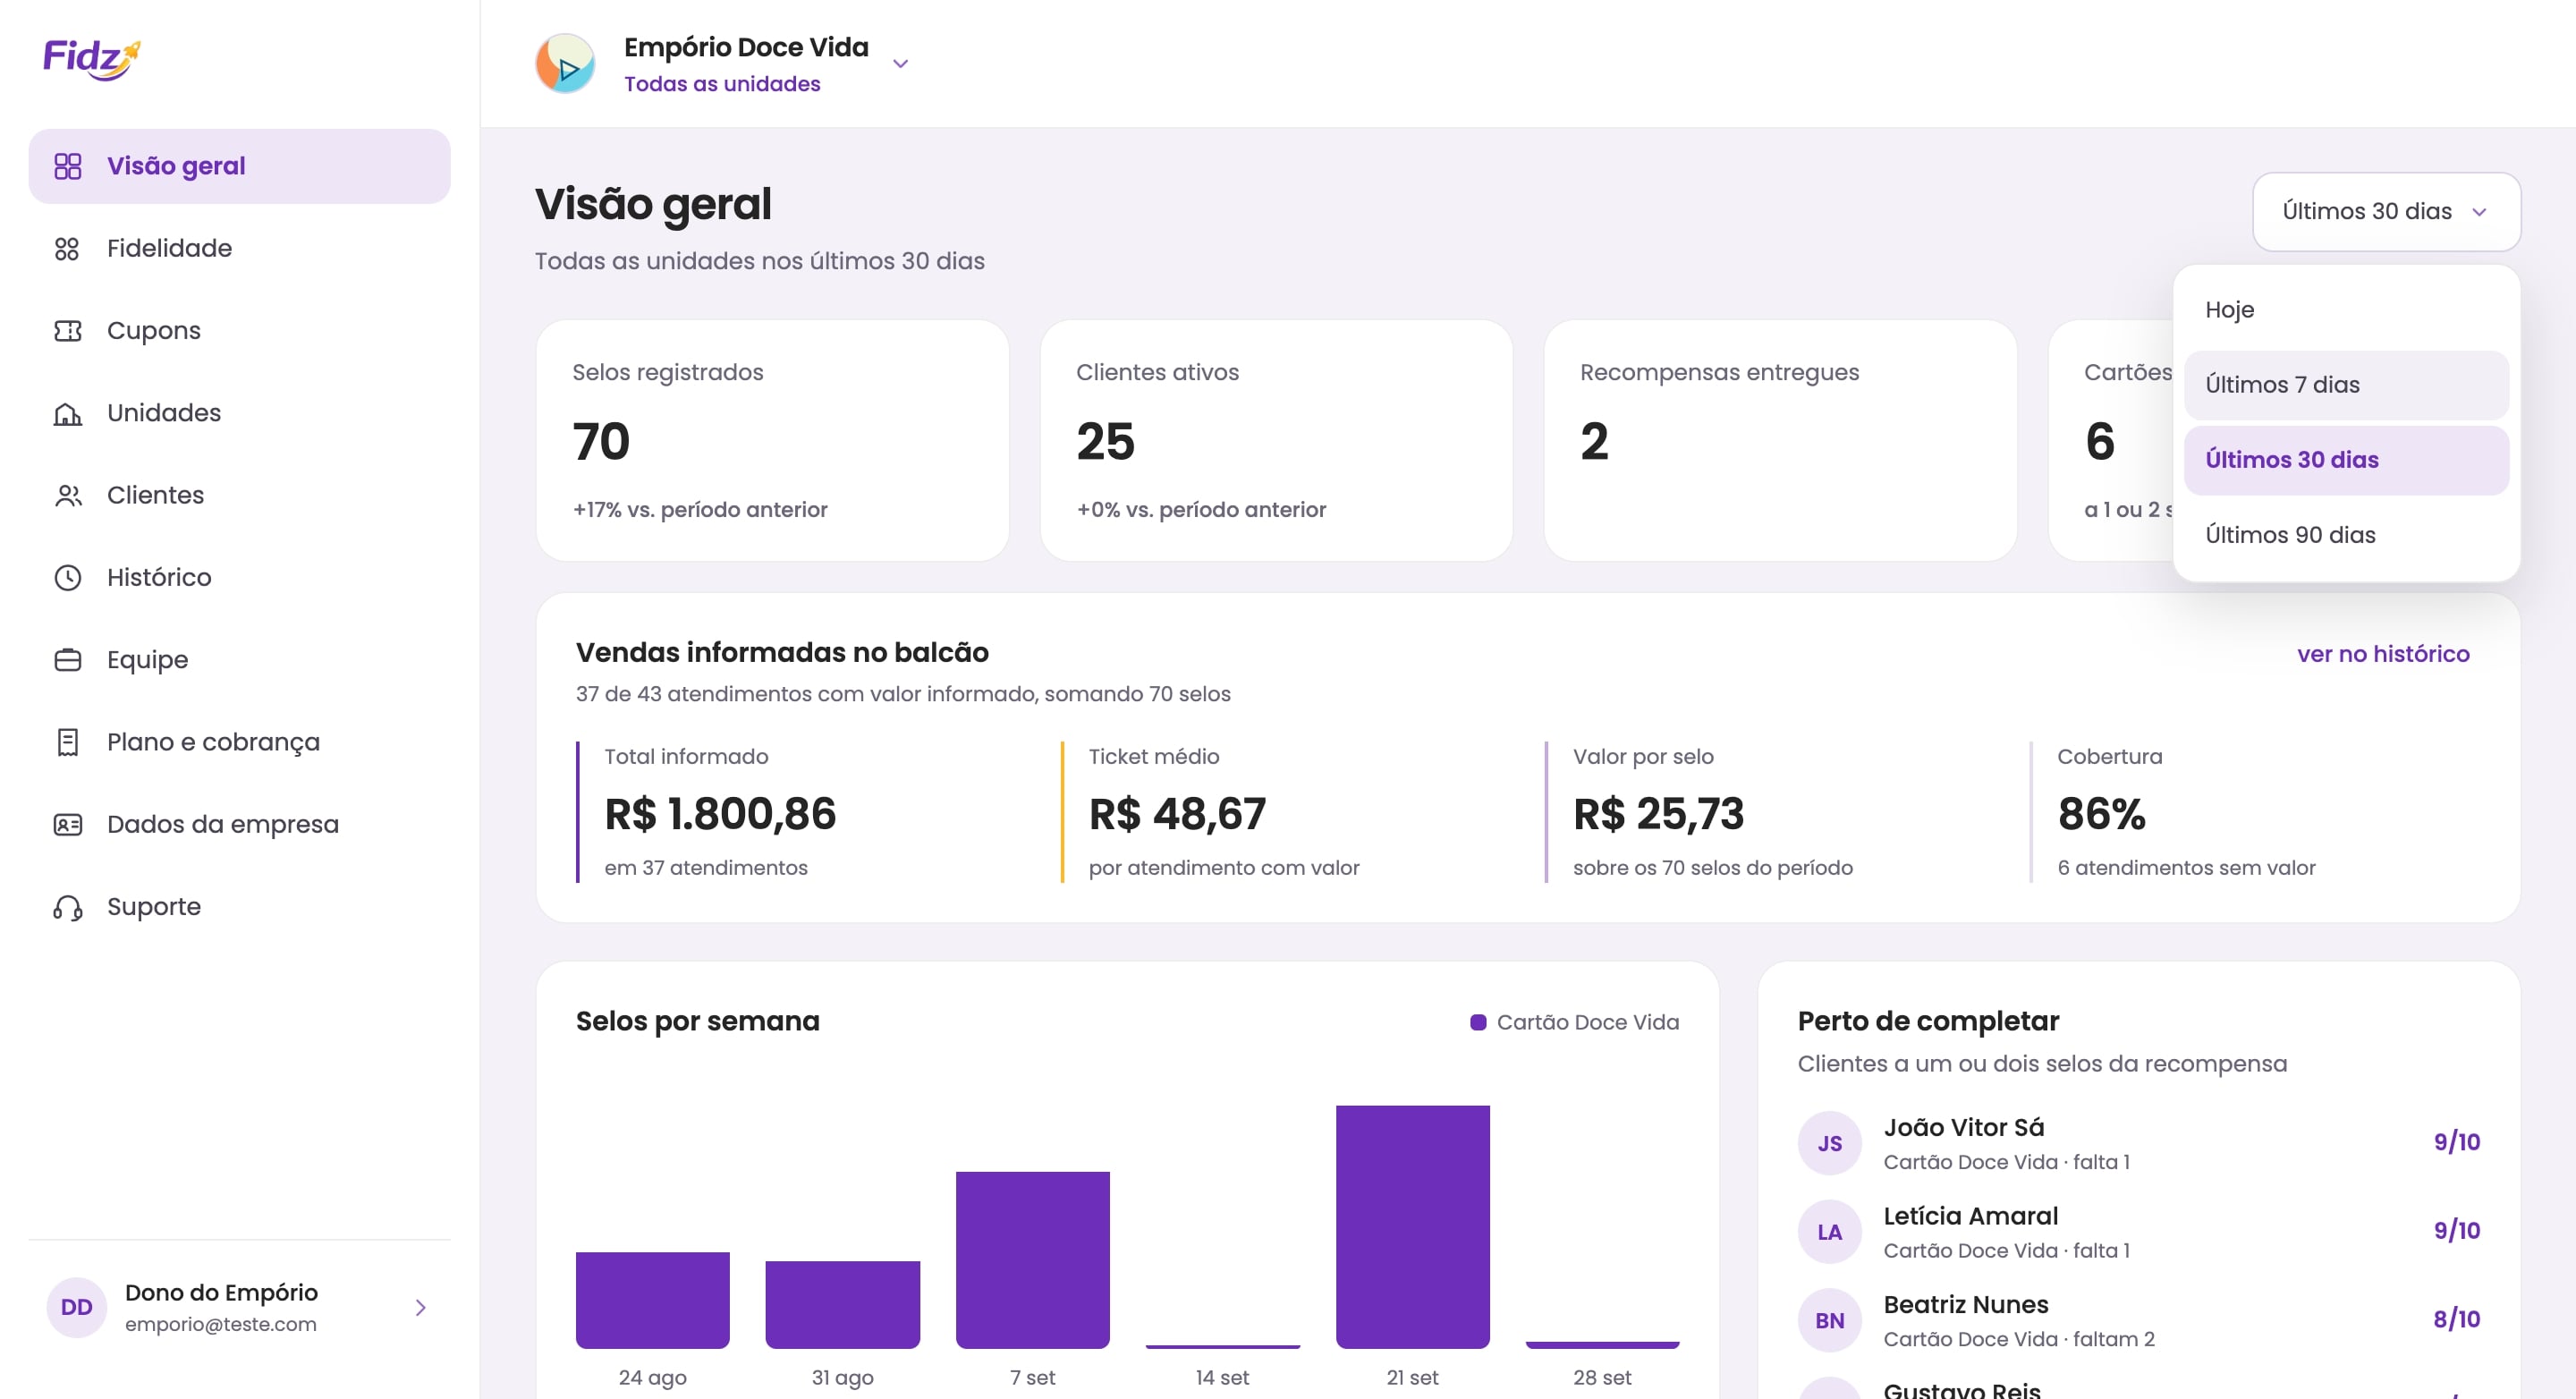 Fidz
Empório Doce Vida
Todas as unidades
Visão geral
Fidelidade
Cupons
Unidades
Clientes
Histórico
Equipe
Plano e cobrança
Dados da empresa
Suporte
DD
Dono do Empório
emporio@teste.com
Visão geral
Todas as unidades nos últimos 30 dias
Últimos 30 dias
Hoje
Últimos 7 dias
Últimos 30 dias
Últimos 90 dias
Selos registrados
70
+17% vs. período anterior
Clientes ativos
25
+0% vs. período anterior
Recompensas entregues
2
Cartões
6
a 1 ou 2
Vendas informadas no balcão
ver no histórico
37 de 43 atendimentos com valor informado, somando 70 selos
Total informado
R$ 1.800,86
em 37 atendimentos
Ticket médio
R$ 48,67
por atendimento com valor
Valor por selo
R$ 25,73
sobre os 70 selos do período
Cobertura
86%
6 atendimentos sem valor
Selos por semana
Cartão Doce Vida
24 ago
31 ago
7 set
14 set
21 set
28 set
Perto de completar
Clientes a um ou dois selos da recompensa
JS
João Vitor Sá
Cartão Doce Vida · falta 1
9/10
LA
Letícia Amaral
Cartão Doce Vida · falta 1
9/10
BN
Beatriz Nunes
Cartão Doce Vida · faltam 2
8/10
Gustavo Reis